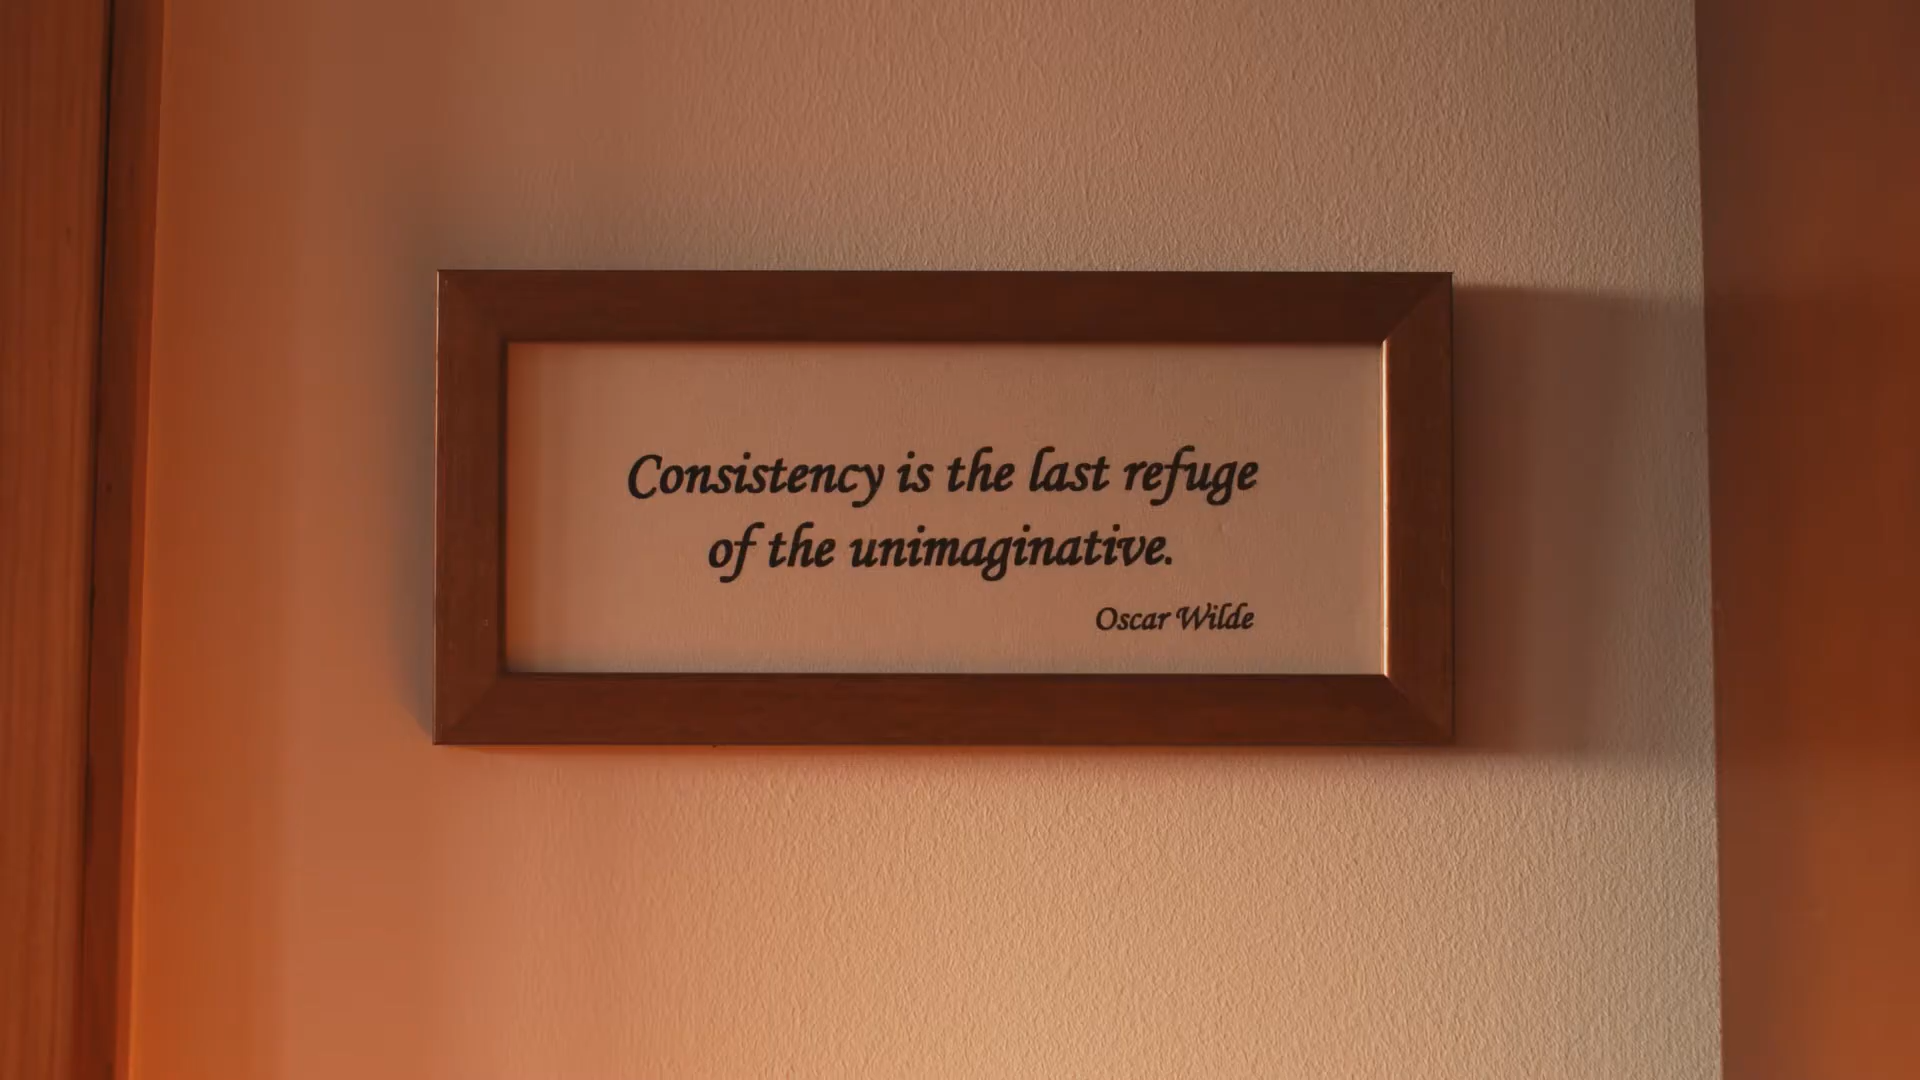 Consistency is the last refuge
of the unimaginative.
Oscar Wilde